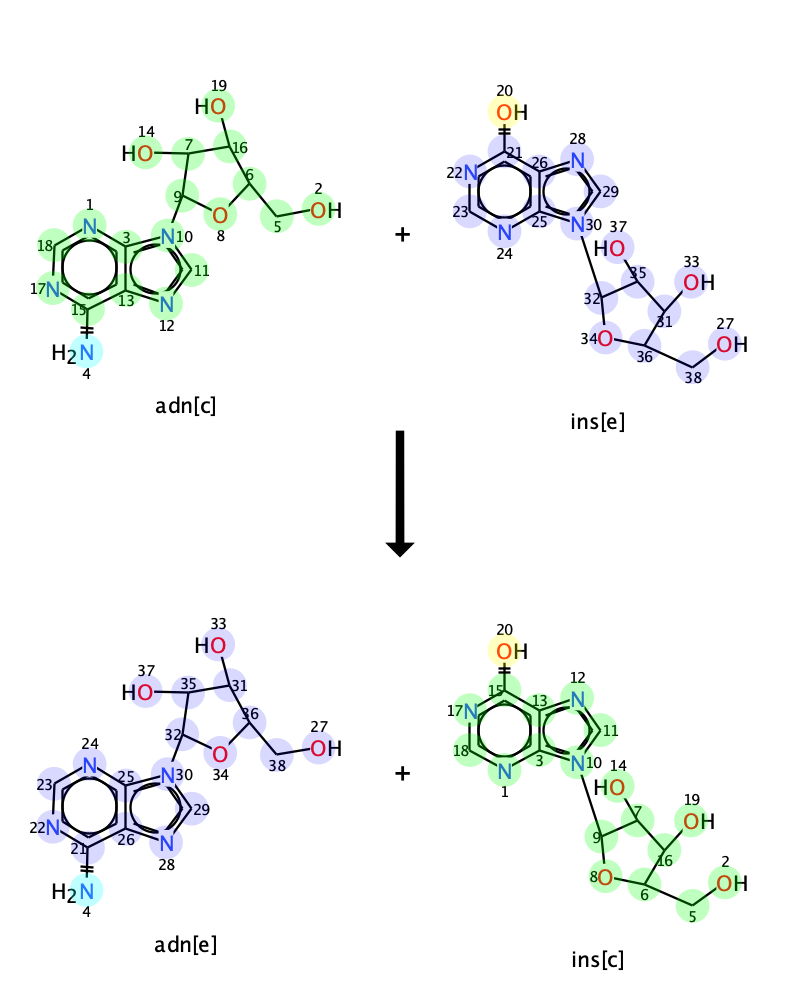 19
HO
14
HO
7
16
6
9
2
OH
1
8
5
18
3
N
N
10
11
17
N
13
N
15
12
H2N
4
adn[c]
+
20
OH
21
28
22
N
26
N
23
29
25
N
30
N
24
37
HO
35
33
OH
32
31
34
O
36
27
OH
38
ins[e]
33
HO
37
HO
35
31
36
32
27
OH
24
O
34
38
23
N
25
N
30
29
22
N
26
N
21
28
H2N
4
adn[e]
+
20
OH
15
12
17
N
13
N
18
11
3
N
10
N
1
14
HO
7
19
OH
9
16
8
O
6
2
OH
5
ins[c]